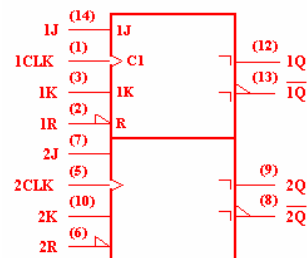 1J (14) 1J
1CLK (1) C1 (12) 1Q
1K (3) 1K (13) 1Q̅
1R (2) R
2J (7)
2CLK (5) (9) 2Q
2K (10) (8) 2Q̅
2R (6)